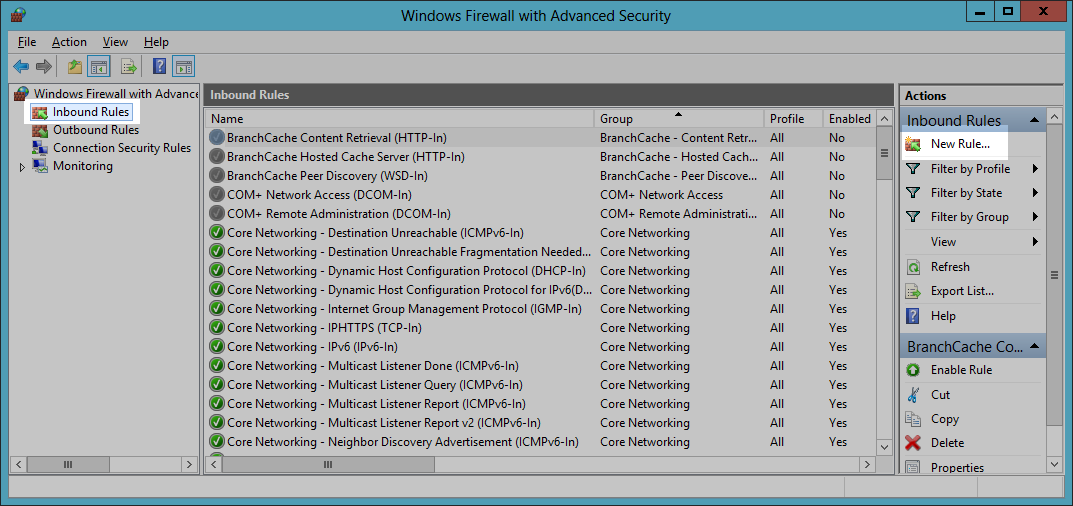 Windows Firewall with Advanced Security
File Action View Help
Windows Firewall with Advance
Inbound Rules
Outbound Rules
Connection Security Rules
Monitoring
Inbound Rules
Name Group Profile Enabled
BranchCache Content Retrieval (HTTP-In) BranchCache - Content Retr... All No
BranchCache Hosted Cache Server (HTTP-In) BranchCache - Hosted Cach... All No
BranchCache Peer Discovery (WSD-In) BranchCache - Peer Discove... All No
COM+ Network Access (DCOM-In) COM+ Network Access All No
COM+ Remote Administration (DCOM-In) COM+ Remote Administrati... All No
Core Networking - Destination Unreachable (ICMPv6-In) Core Networking All Yes
Core Networking - Destination Unreachable Fragmentation Needed... Core Networking All Yes
Core Networking - Dynamic Host Configuration Protocol (DHCP-In) Core Networking All Yes
Core Networking - Dynamic Host Configuration Protocol for IPv6(D... Core Networking All Yes
Core Networking - Internet Group Management Protocol (IGMP-In) Core Networking All Yes
Core Networking - IPHTTPS (TCP-In) Core Networking All Yes
Core Networking - IPv6 (IPv6-In) Core Networking All Yes
Core Networking - Multicast Listener Done (ICMPv6-In) Core Networking All Yes
Core Networking - Multicast Listener Query (ICMPv6-In) Core Networking All Yes
Core Networking - Multicast Listener Report (ICMPv6-In) Core Networking All Yes
Core Networking - Multicast Listener Report v2 (ICMPv6-In) Core Networking All Yes
Core Networking - Neighbor Discovery Advertisement (ICMPv6-In) Core Networking All Yes
Actions
Inbound Rules
New Rule...
Filter by Profile
Filter by State
Filter by Group
View
Refresh
Export List...
Help
BranchCache Co...
Enable Rule
Cut
Copy
Delete
Properties